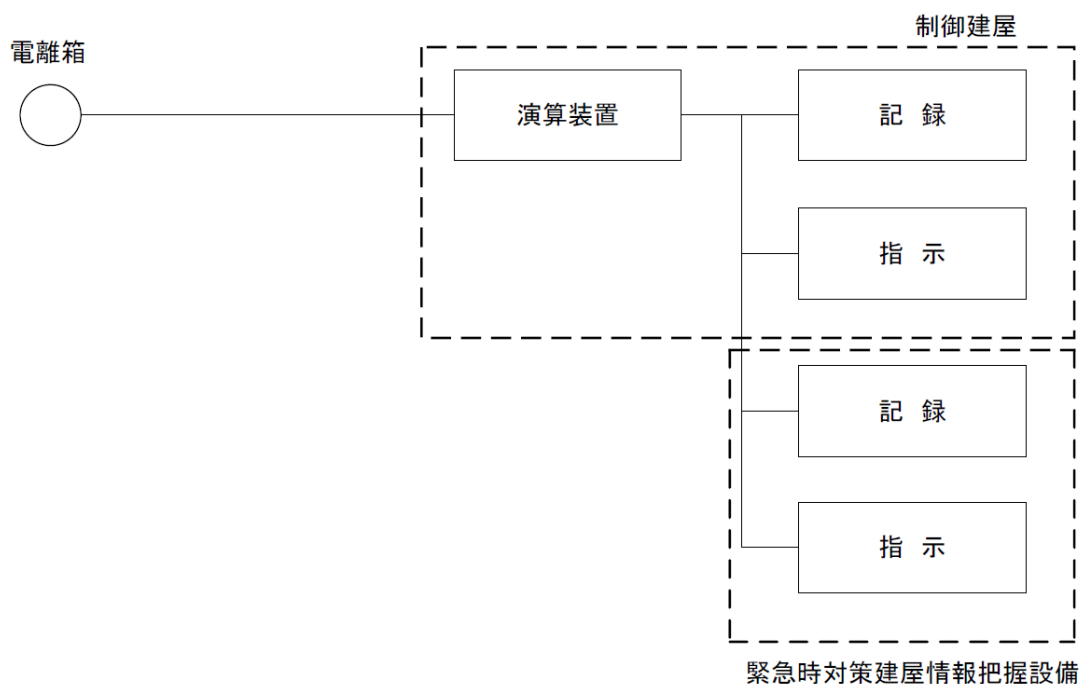 制御建屋
電離箱
演算装置
記 録
指 示
記 録
指 示
緊急時対策建屋情報把握設備